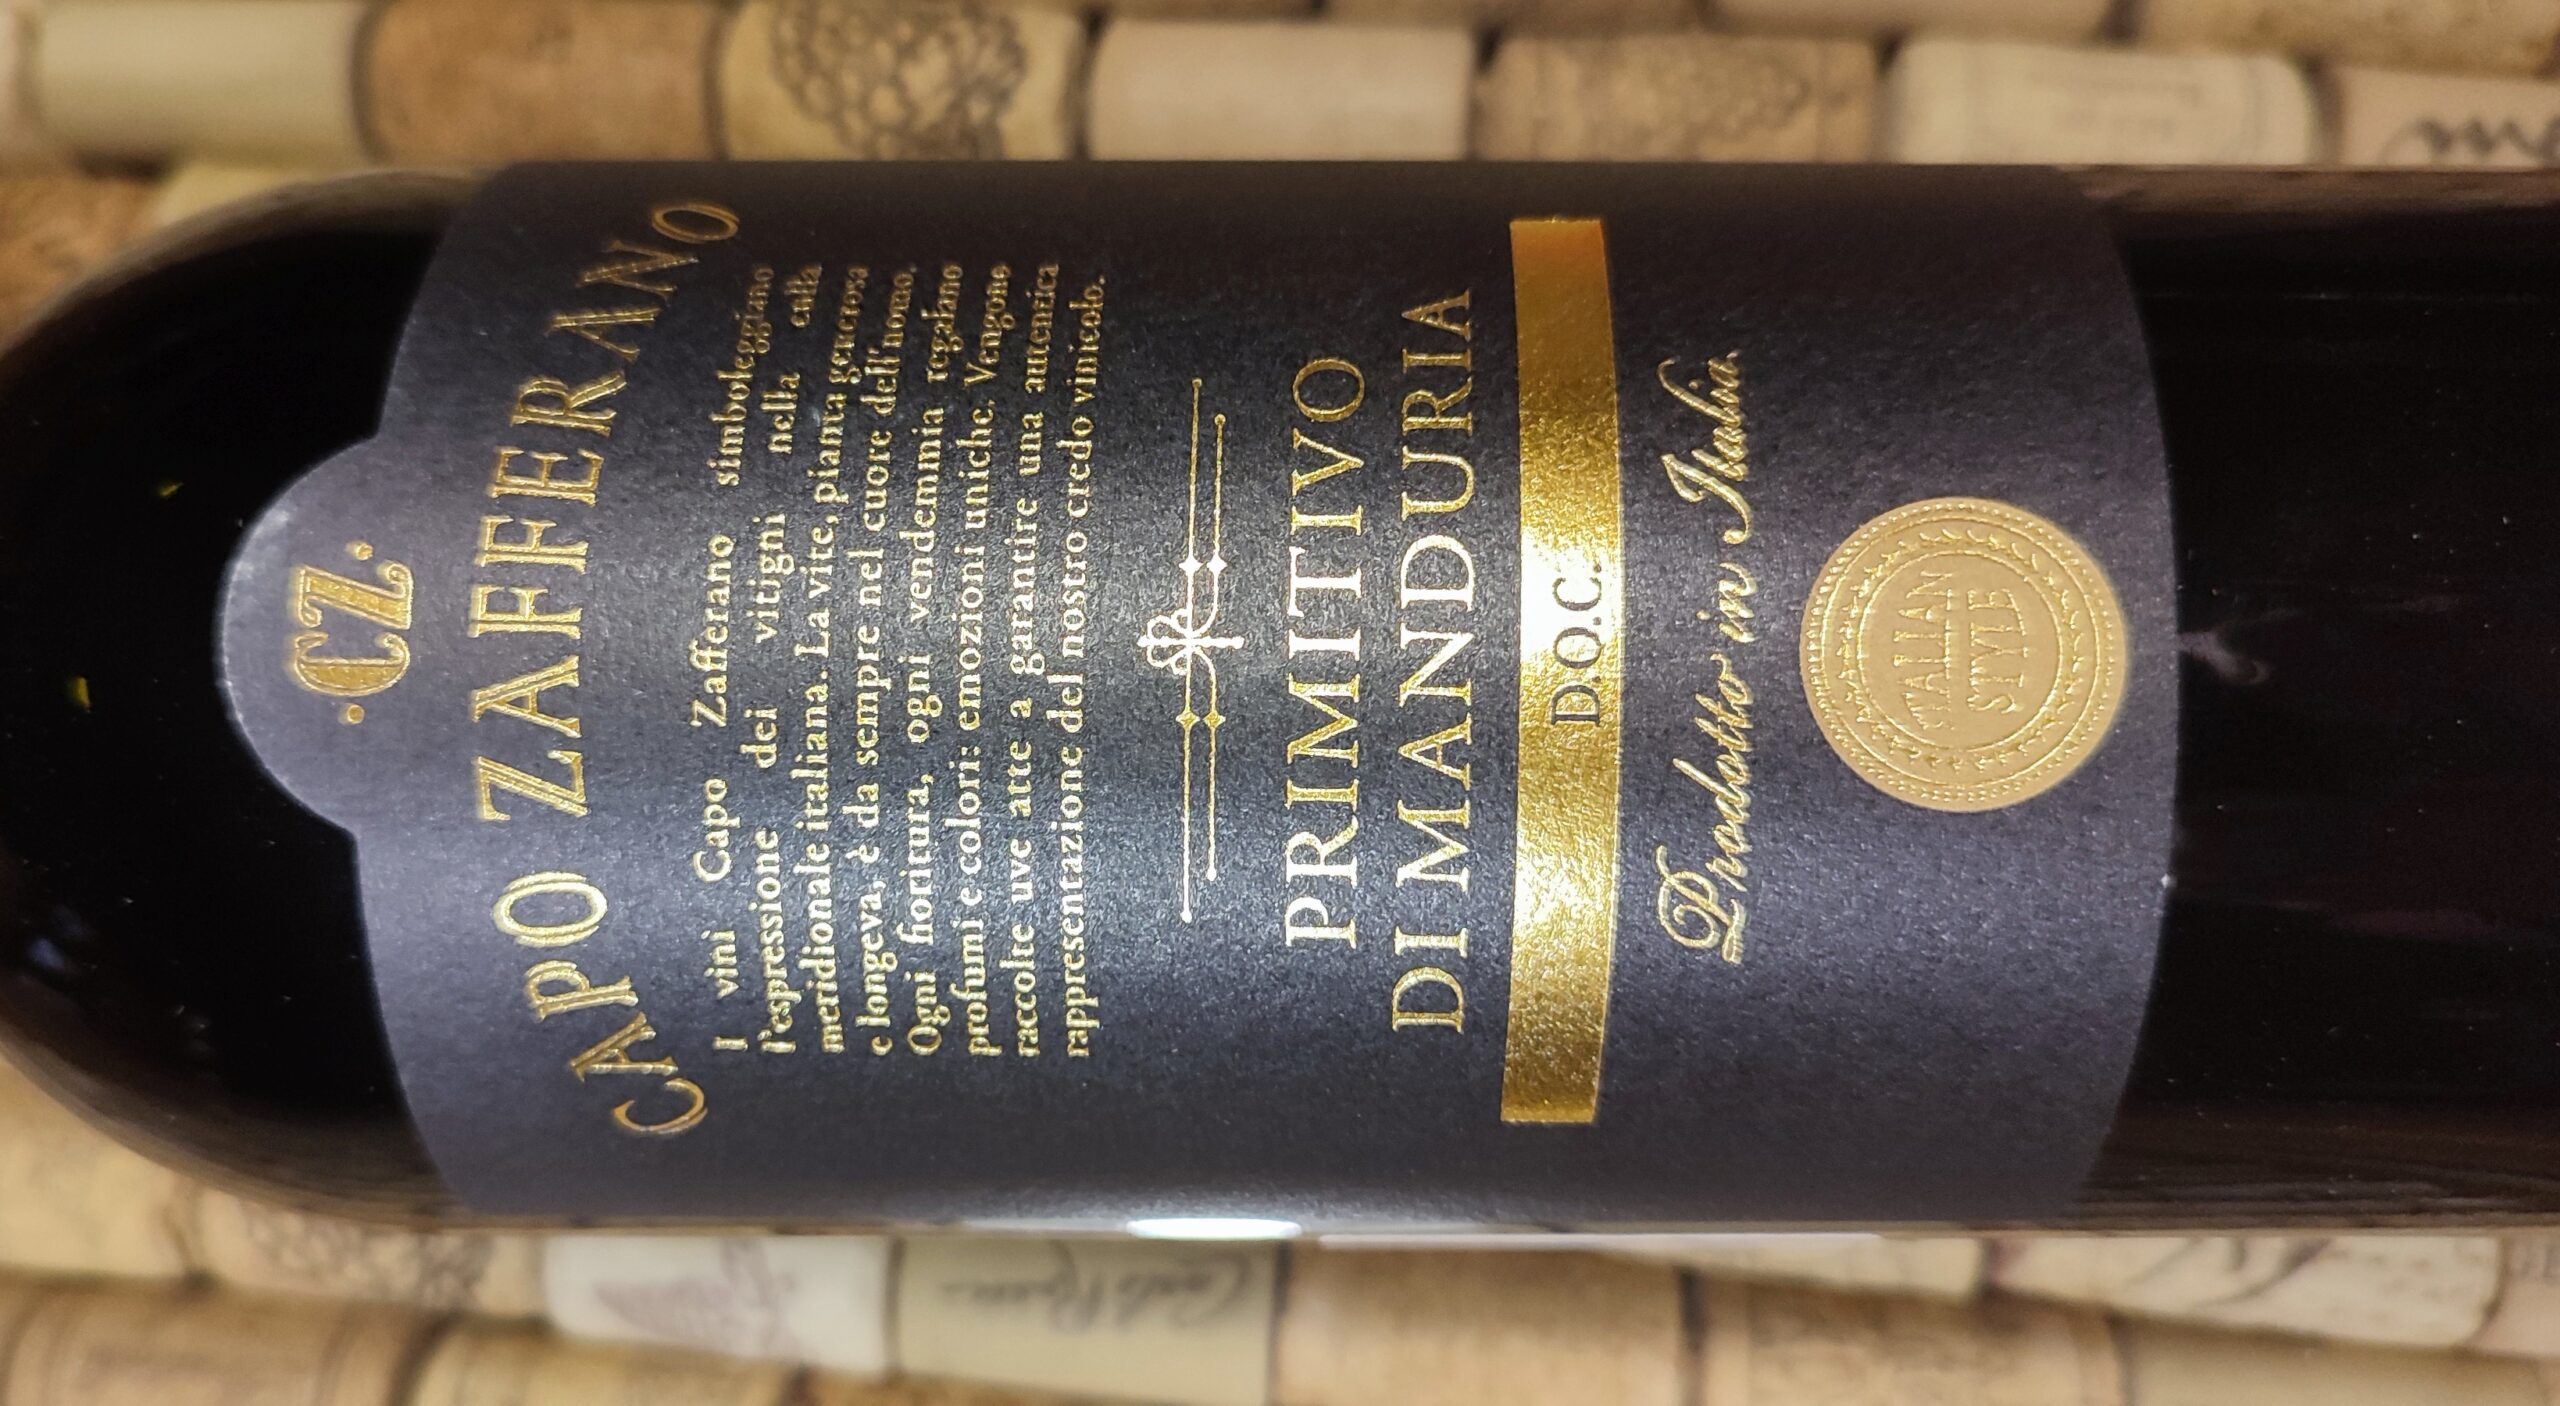 ·CZ·
CAPO ZAFFERANO
I vini Capo Zafferano simboleggiano
l'espressione dei vitigni nella culla
meridionale italiana. La vite, pianta generosa
e longeva, è da sempre nel cuore dell'uomo.
Ogni fioritura, ogni vendemmia regalano
profumi e colori: emozioni uniche. Vengono
raccolte uve atte a garantire una autentica
rappresentazione del nostro credo vinicolo.
PRIMITIVO
DI MANDURIA
D.O.C.
Prodotto in Italia
ITALIAN
STYLE